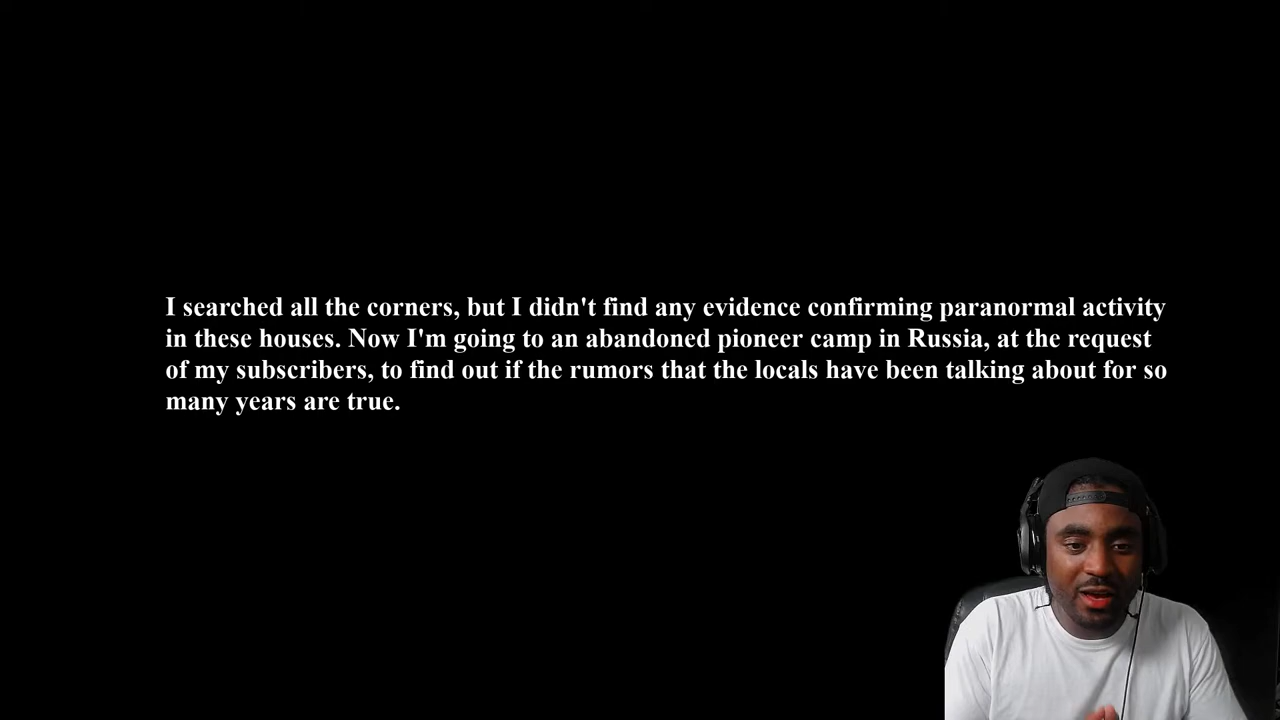 I searched all the corners, but I didn't find any evidence confirming paranormal activity
in these houses. Now I'm going to an abandoned pioneer camp in Russia, at the request
of my subscribers, to find out if the rumors that the locals have been talking about for so
many years are true.